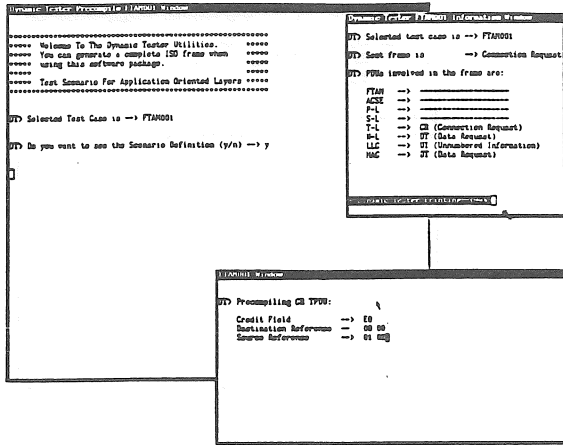 Dynamic Tester Precompile FTAM001 Window
***** Welcome To The Dynamic Tester Utilities. *****
***** You can generate a complete ISO frame when *****
***** using this software package. *****
***** Test Scenario For Application Oriented Layers *****
DT> Selected Test Case is --> FTAM001
DT> Do you want to see the Scenario Definition (y/n) --> y
Dynamic Tester FTAM001 Information Window
DT> Selected test case is --> FTAM001
DT> Sent frame is --> Connection Request
DT> PDUs involved in the frame are:
FTAM -->
ACSE -->
P-L -->
S-L -->
T-L --> CR (Connection Request)
N-L --> DT (Data Request)
LLC --> UI (Unnumbered Information)
MAC --> DT (Data Request)
FTAM001 Window
DT> Precompiling CR TPDU:
Credit Field --> E0
Destination Reference — 00 00
Source Reference --> 01 02